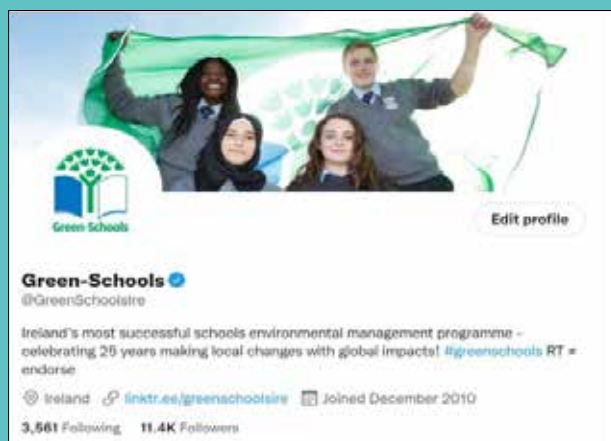 Green-Schools
Edit profile
Green-Schools
@GreenSchoolsIre
Ireland's most successful schools environmental management programme -
celebrating 25 years making local changes with global impacts! #greenschools RT ≠
endorse
Ireland linktr.ee/greenschoolsire Joined December 2010
3,561 Following 11.4K Followers